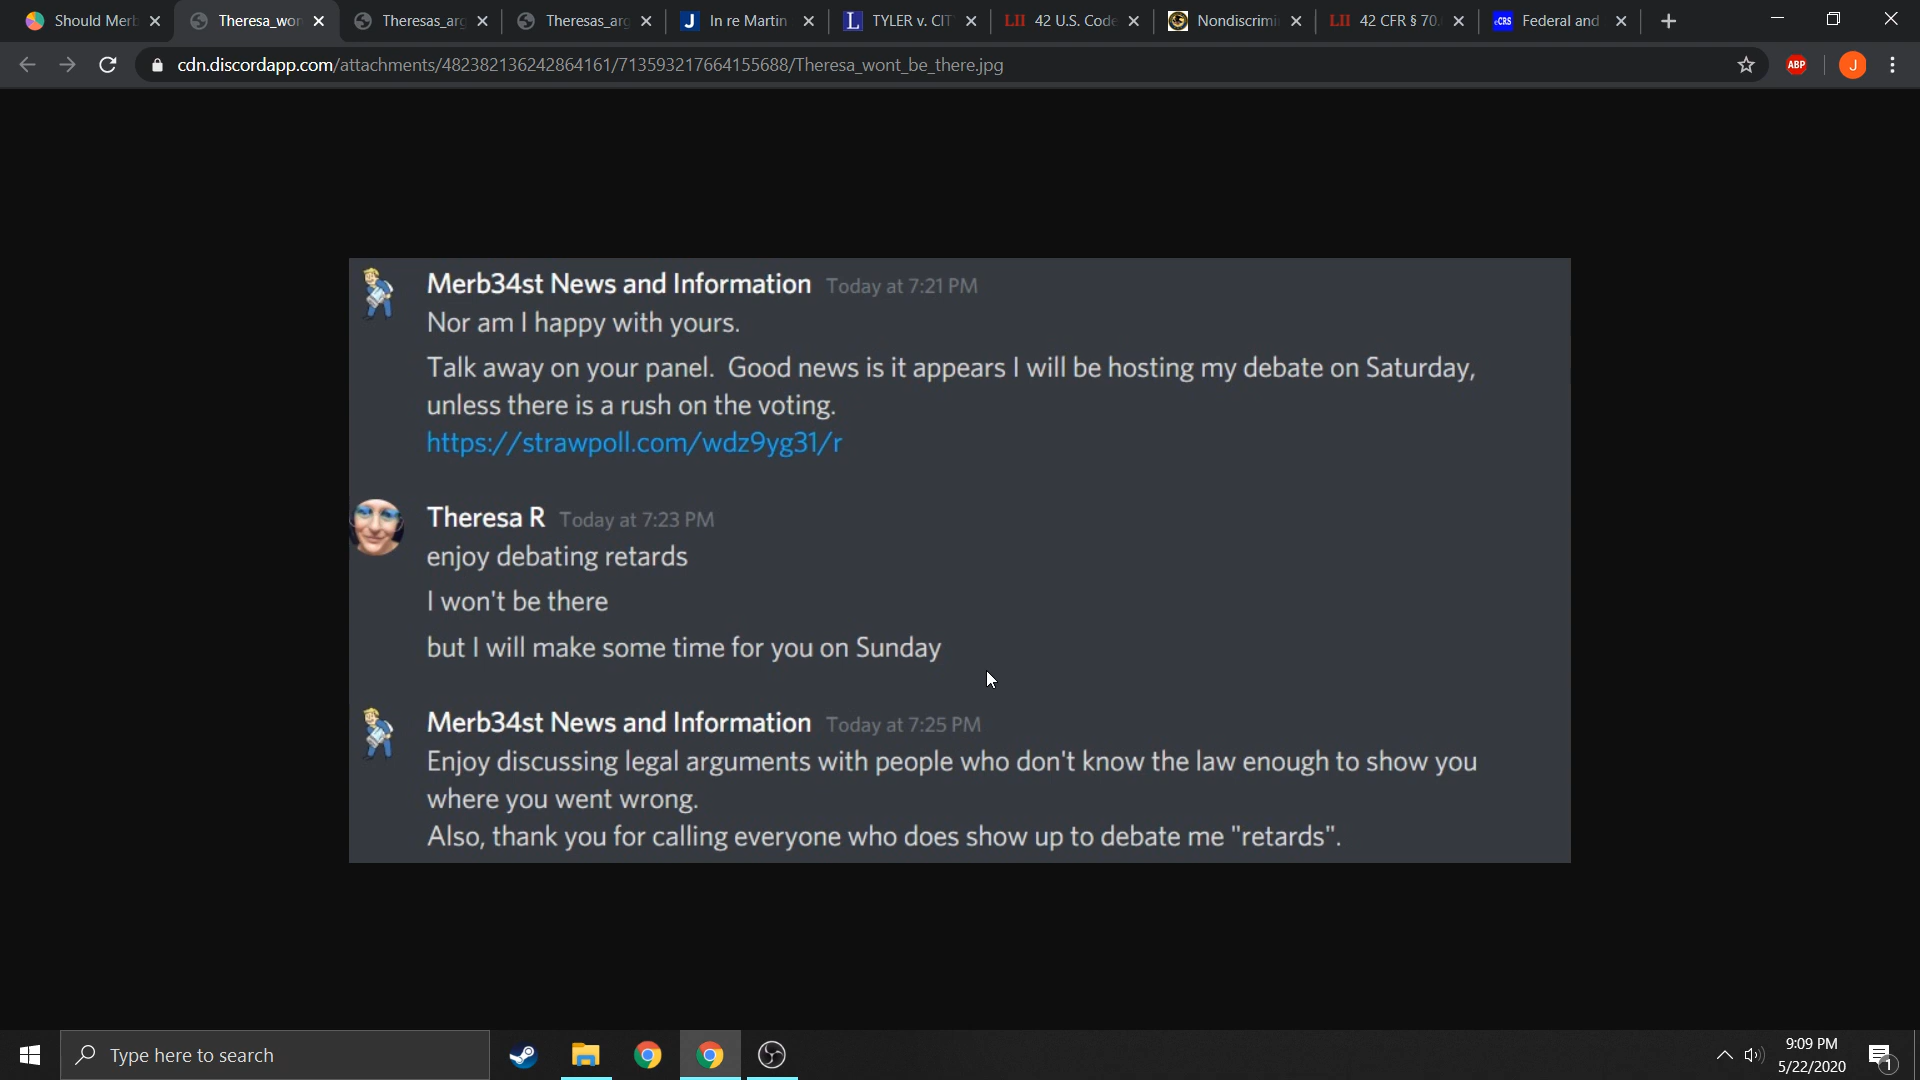 Should Mer
Theresa_wor
Theresas_arg
Theresas_arg
J In re Martin
L TYLER v. CIT
LII 42 U.S. Code
Nondiscrimi
LII 42 CFR § 70.
CRS Federal and
cdn.discordapp.com/attachments/482382136242864161/713593217664155688/Theresa_wont_be_there.jpg
ABP
J
Merb34st News and Information Today at 7:21 PM
Nor am I happy with yours.
Talk away on your panel. Good news is it appears I will be hosting my debate on Saturday,
unless there is a rush on the voting.
https://strawpoll.com/wdz9yg31/r
Theresa R Today at 7:23 PM
enjoy debating retards
I won't be there
but I will make some time for you on Sunday
Merb34st News and Information Today at 7:25 PM
Enjoy discussing legal arguments with people who don't know the law enough to show you
where you went wrong.
Also, thank you for calling everyone who does show up to debate me "retards".
Type here to search
9:09 PM
5/22/2020
1